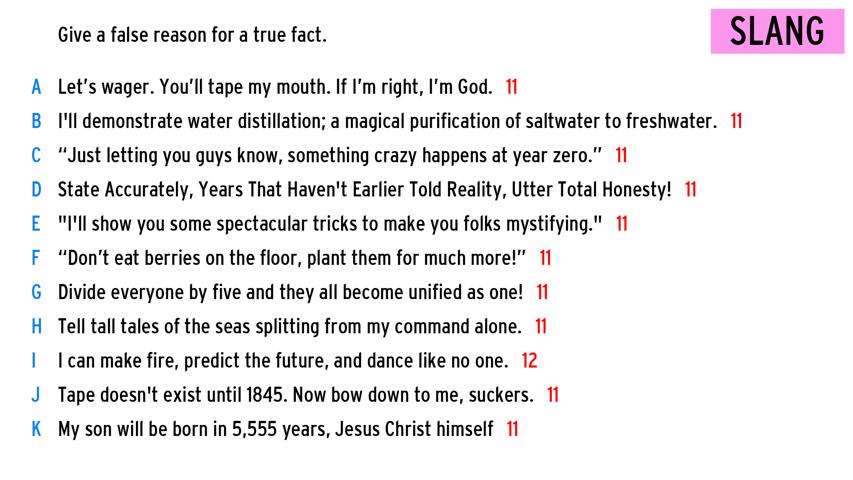 Give a false reason for a true fact.
SLANG
A Let’s wager. You’ll tape my mouth. If I’m right, I’m God. 11
B I'll demonstrate water distillation; a magical purification of saltwater to freshwater. 11
C “Just letting you guys know, something crazy happens at year zero.” 11
D State Accurately, Years That Haven't Earlier Told Reality, Utter Total Honesty! 11
E "I'll show you some spectacular tricks to make you folks mystifying." 11
F “Don’t eat berries on the floor, plant them for much more!” 11
G Divide everyone by five and they all become unified as one! 11
H Tell tall tales of the seas splitting from my command alone. 11
I I can make fire, predict the future, and dance like no one. 12
J Tape doesn't exist until 1845. Now bow down to me, suckers. 11
K My son will be born in 5,555 years, Jesus Christ himself 11